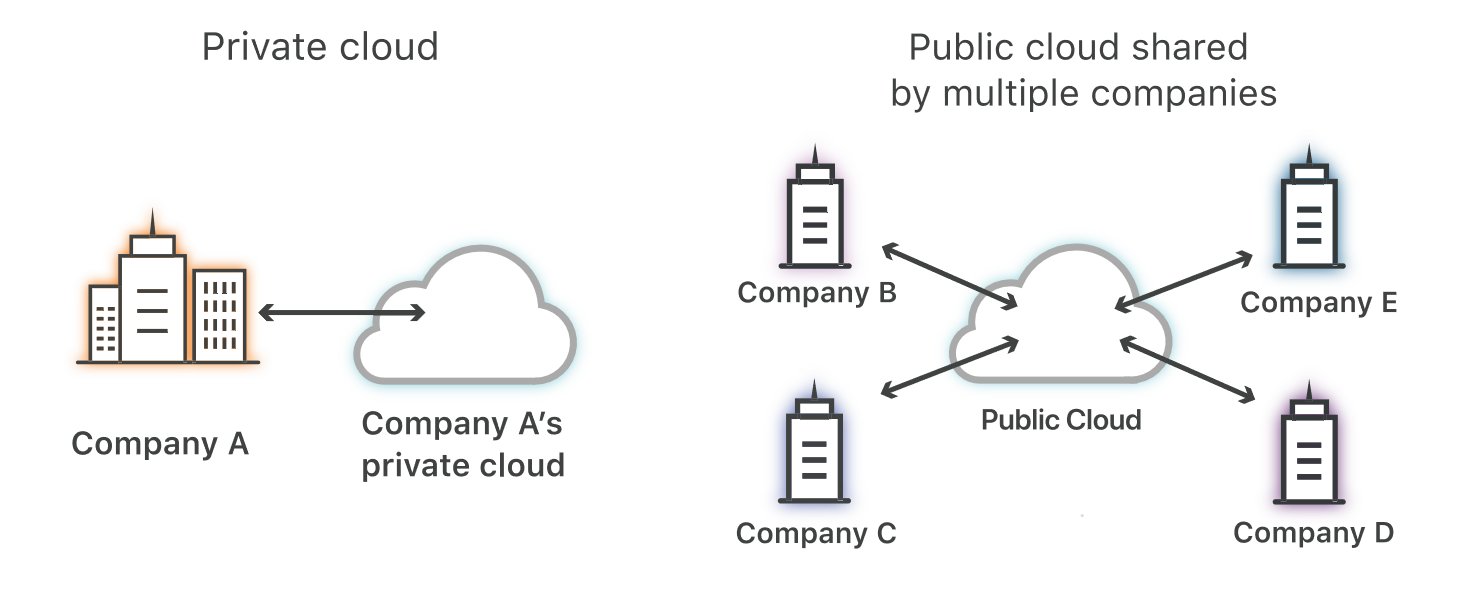 Private cloud
Company A
Company A's
private cloud
Public cloud shared
by multiple companies
Company B
Company E
Public Cloud
Company C
Company D